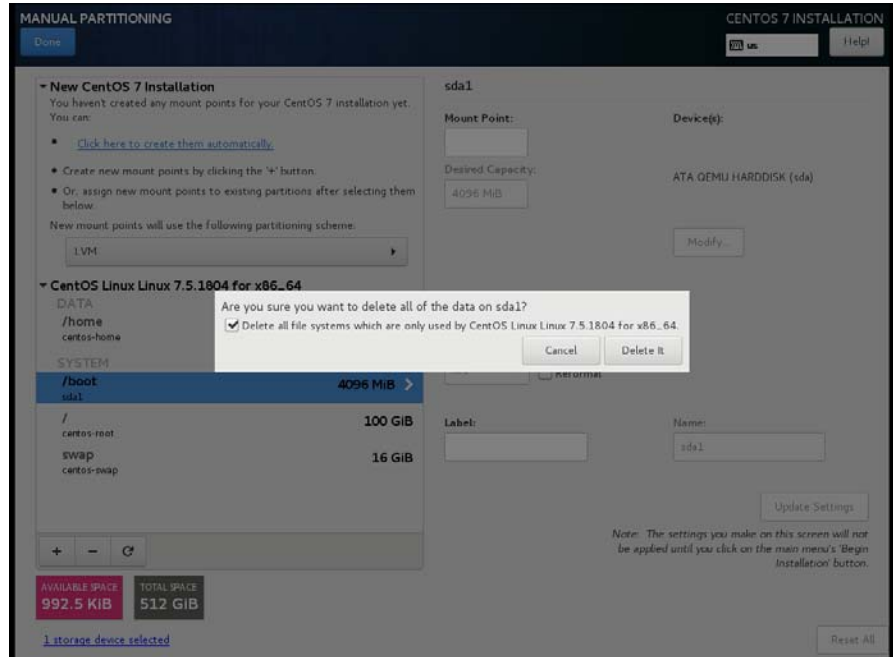 MANUAL PARTITIONING
CENTOS 7 INSTALLATION
Done
us
Help!
New CentOS 7 Installation
You haven't created any mount points for your CentOS 7 installation yet.
You can:
Click here to create them automatically.
Create new mount points by clicking the '+' button.
Or, assign new mount points to existing partitions after selecting them
below.
New mount points will use the following partitioning scheme:
LVM
CentOS Linux Linux 7.5.1804 for x86_64
DATA
/home
centos-home
SYSTEM
/boot
sda1
4096 MiB
/
centos-root
100 GiB
swap
centos-swap
16 GiB
+ −
AVAILABLE SPACE
992.5 KiB
TOTAL SPACE
512 GiB
1 storage device selected
sda1
Mount Point:
Device(s):
Desired Capacity:
4096 MiB
ATA QEMU HARDDISK (sda)
Modify...
Are you sure you want to delete all of the data on sda1?
Delete all file systems which are only used by CentOS Linux Linux 7.5.1804 for x86_64.
Cancel
Delete It
Reformat
Label:
Name:
sda1
Update Settings
Note: The settings you make on this screen will not
be applied until you click on the main menu's 'Begin
Installation' button.
Reset All